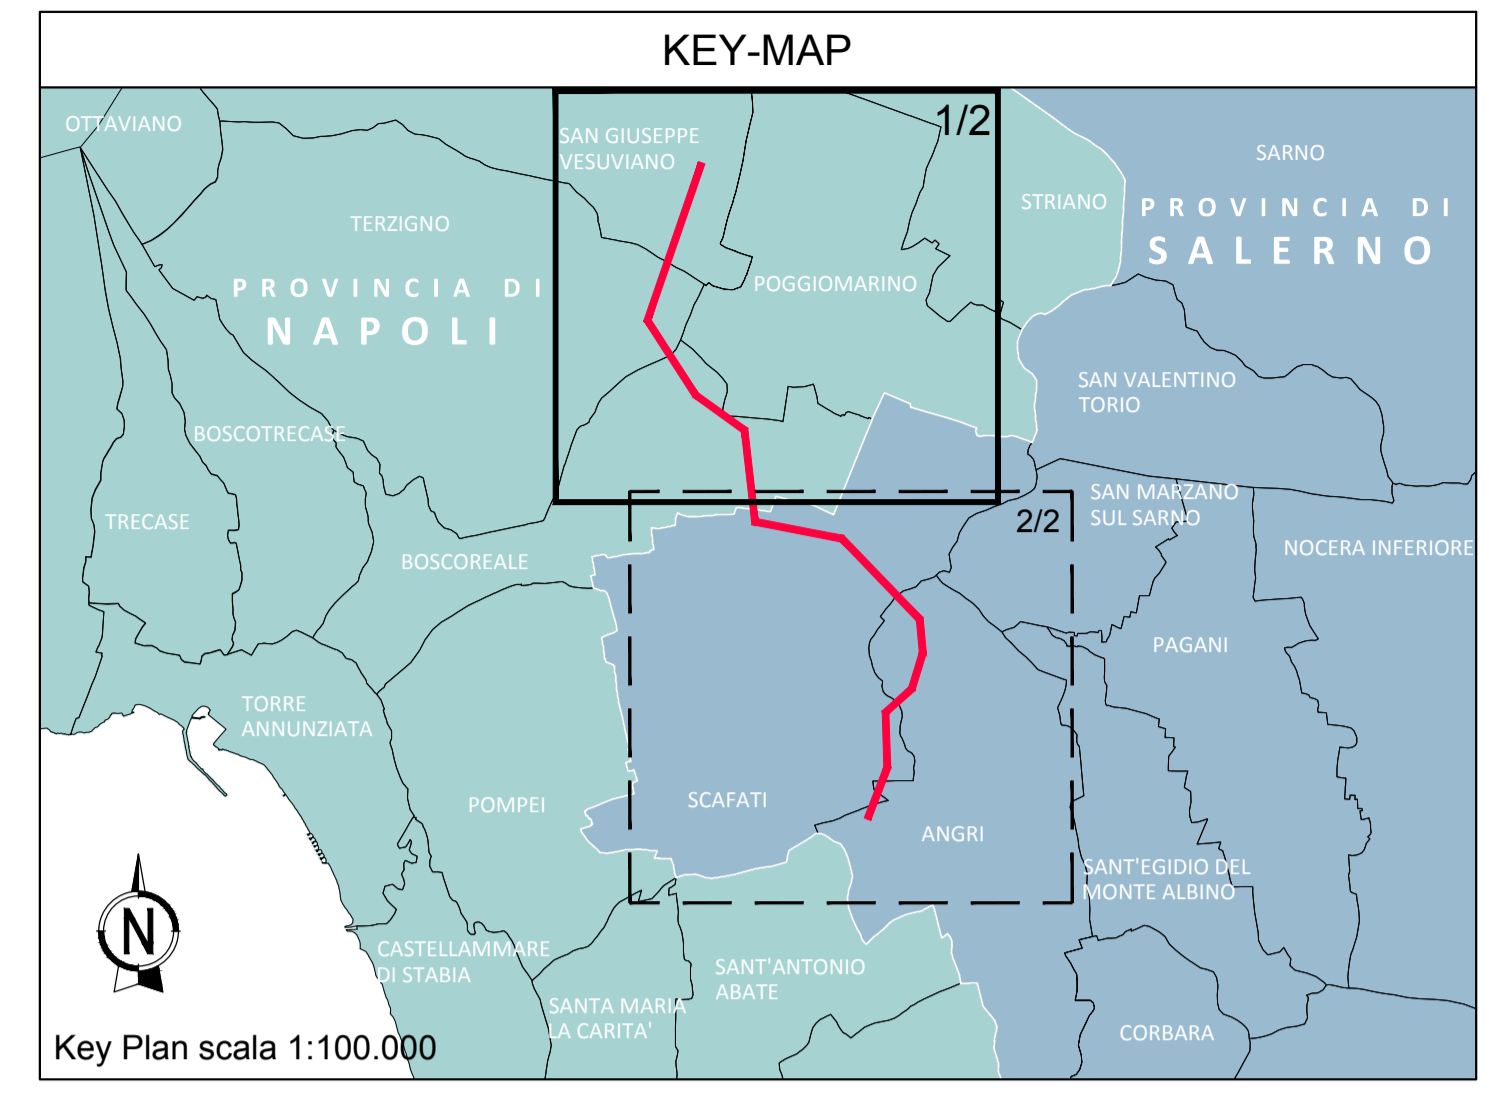 KEY-MAP
OTTAVIANO
SAN GIUSEPPE
VESUVIANO
1/2
SARNO
TERZIGNO
STRIANO
PROVINCIA DI
SALERNO
PROVINCIA DI
NAPOLI
POGGIOMARINO
SAN VALENTINO
TORIO
BOSCOTRECASE
TRECASE
SAN MARZANO
SUL SARNO
2/2
BOSCOREALE
NOCERA INFERIORE
PAGANI
TORRE
ANNUNZIATA
POMPEI
SCAFATI
ANGRI
SANT'EGIDIO DEL
MONTE ALBINO
N
CASTELLAMMARE
DI STABIA
SANT'ANTONIO
ABATE
SANTA MARIA
LA CARITA'
CORBARA
Key Plan scala 1:100.000